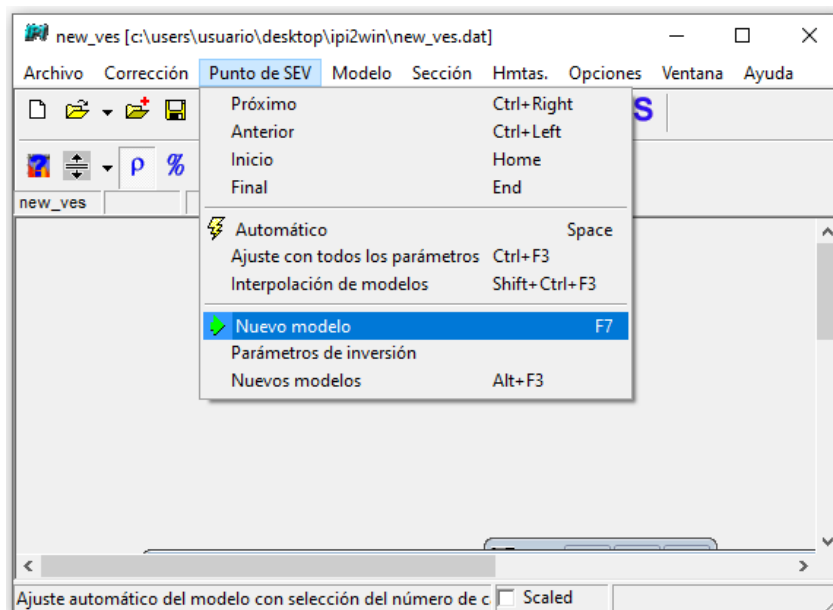 new_ves [c:\users\usuario\desktop\ipi2win\new_ves.dat]
Archivo Corrección Punto de SEV Modelo Sección Hmtas. Opciones Ventana Ayuda
Próximo Ctrl+Right
Anterior Ctrl+Left
Inicio Home
Final End
S
ρ %
new_ves
Automático Space
Ajuste con todos los parámetros Ctrl+F3
Interpolación de modelos Shift+Ctrl+F3
Nuevo modelo F7
Parámetros de inversión
Nuevos modelos Alt+F3
Ajuste automático del modelo con selección del número de c Scaled